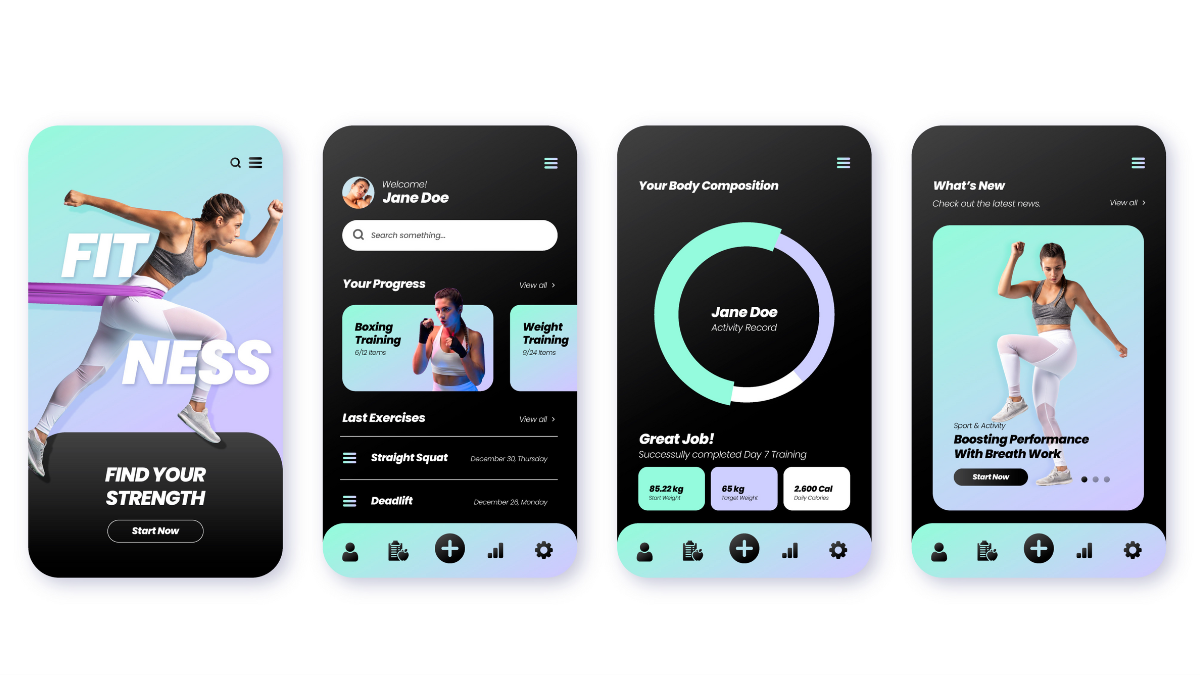 FIT
NESS
FIND YOUR
STRENGTH
Start Now
Welcome!
Jane Doe
Search something...
Your Progress
View all >
Boxing
Training
6/12 Items
Weight
Training
9/24 Items
Last Exercises
View all >
Straight Squat
December 30, Thursday
Deadlift
December 26, Monday
Your Body Composition
Jane Doe
Activity Record
Great Job!
Successfully completed Day 7 Training
85.22 kg
Start Weight
65 kg
Target Weight
2.600 Cal
Daily Calories
What's New
Check out the latest news.
View all >
Sport & Activity
Boosting Performance
With Breath Work
Start Now